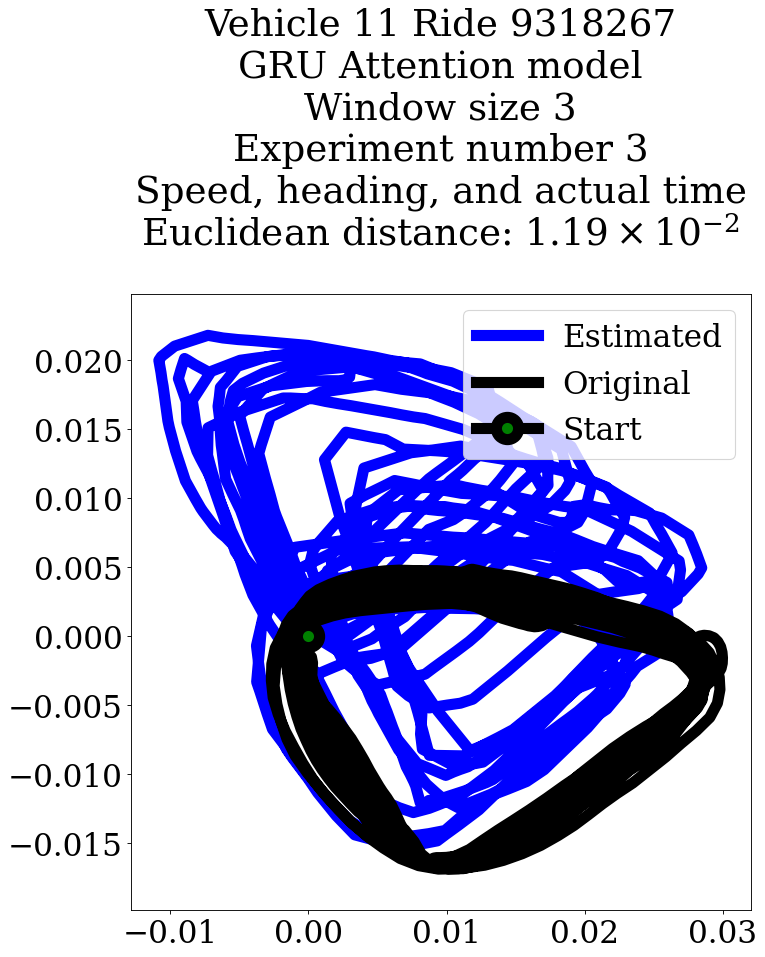 Vehicle 11 Ride 9318267
GRU Attention model
Window size 3
Experiment number 3
Speed, heading, and actual time
Euclidean distance: 1.19 × 10⁻²
Estimated
Original
Start
0.020
0.015
0.010
0.005
0.000
−0.005
−0.010
−0.015
−0.01 0.00 0.01 0.02 0.03